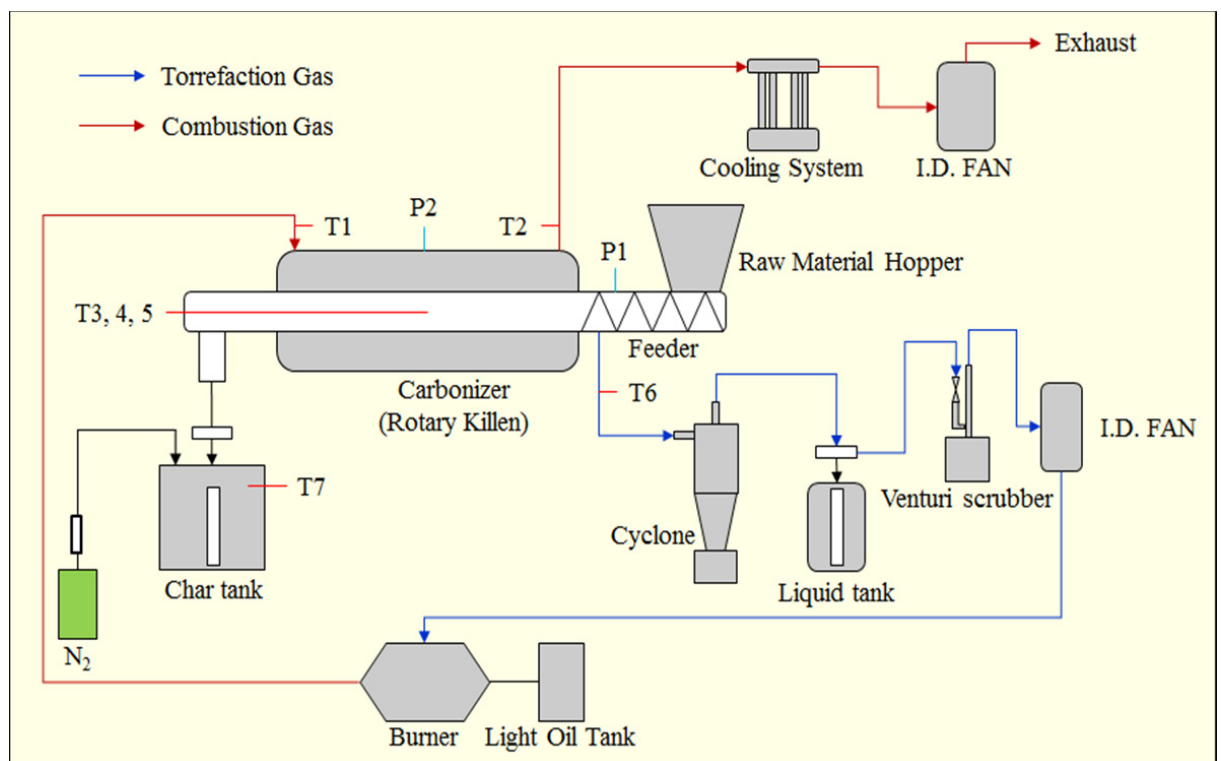 Exhaust
Torrefaction Gas
Combustion Gas
Cooling System
I.D. FAN
P2
T1
T2
P1
Raw Material Hopper
T3, 4, 5
Feeder
Carbonizer
(Rotary Killen)
T6
I.D. FAN
T7
Venturi scrubber
Cyclone
Char tank
Liquid tank
N₂
Burner
Light Oil Tank